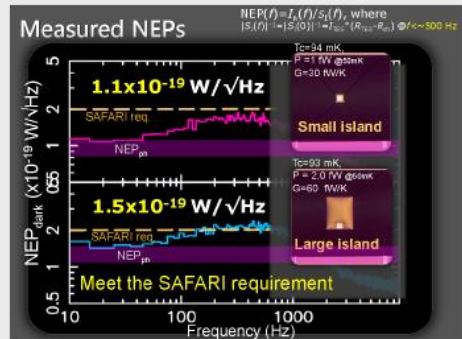 Measured NEPs
NEP(f)=Iₙ(f)/S_I(f), where
Tc=94 mK,
P =1 fW @50mK
G=30 fW/K
1.1x10⁻¹⁹ W/√Hz
SAFARI req.
Small island
NEP_ph
Tc=93 mK,
P = 2.0 fW @50mK
G=60 fW/K
1.5x10⁻¹⁹ W/√Hz
SAFARI req.
NEP_ph
Large island
Meet the SAFARI requirement
NEP_dark (x10⁻¹⁹ W/√Hz)
5
2
1
0.5
5
2
1
0.5
10
100
1000
Frequency (Hz)